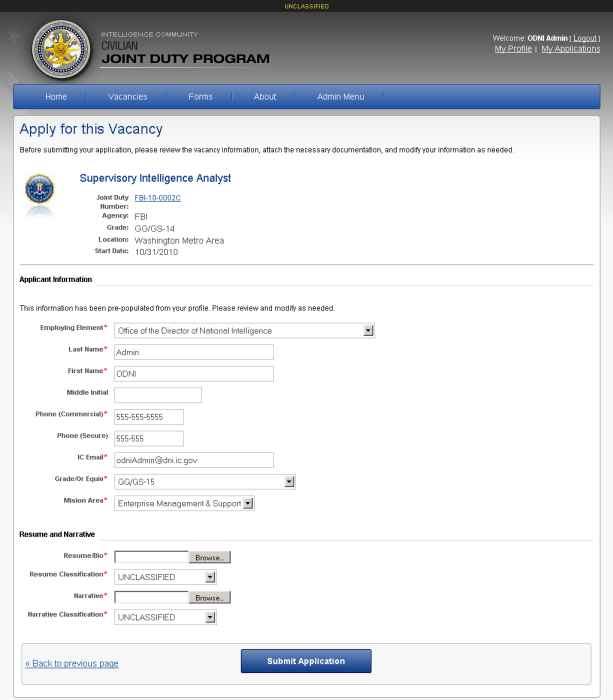 UNCLASSIFIED
INTELLIGENCE COMMUNITY
CIVILIAN
JOINT DUTY PROGRAM
Welcome: ODNI Admin [ Logout ]
My Profile | My Applications
Home Vacancies Forms About Admin Menu
Apply for this Vacancy
Before submitting your application, please review the vacancy information, attach the necessary documentation, and modify your information as needed.
Supervisory Intelligence Analyst
Joint Duty Number: FBI-10-0002C
Agency: FBI
Grade: GG/GS-14
Location: Washington Metro Area
Start Date: 10/31/2010
Applicant Information
This information has been pre-populated from your profile. Please review and modify as needed.
Employing Element* Office of the Director of National Intelligence
Last Name* Admin
First Name* ODNI
Middle Initial
Phone (Commercial)* 555-555-5555
Phone (Secure) 555-555
IC Email* odniAdmin@dni.ic.gov
Grade/Or Equiv* GG/GS-15
Mision Area* Enterprise Management & Support
Resume and Narrative
Resume/Bio* Browse...
Resume Classification* UNCLASSIFIED
Narrative* Browse...
Narrative Classification* UNCLASSIFIED
« Back to previous page Submit Application